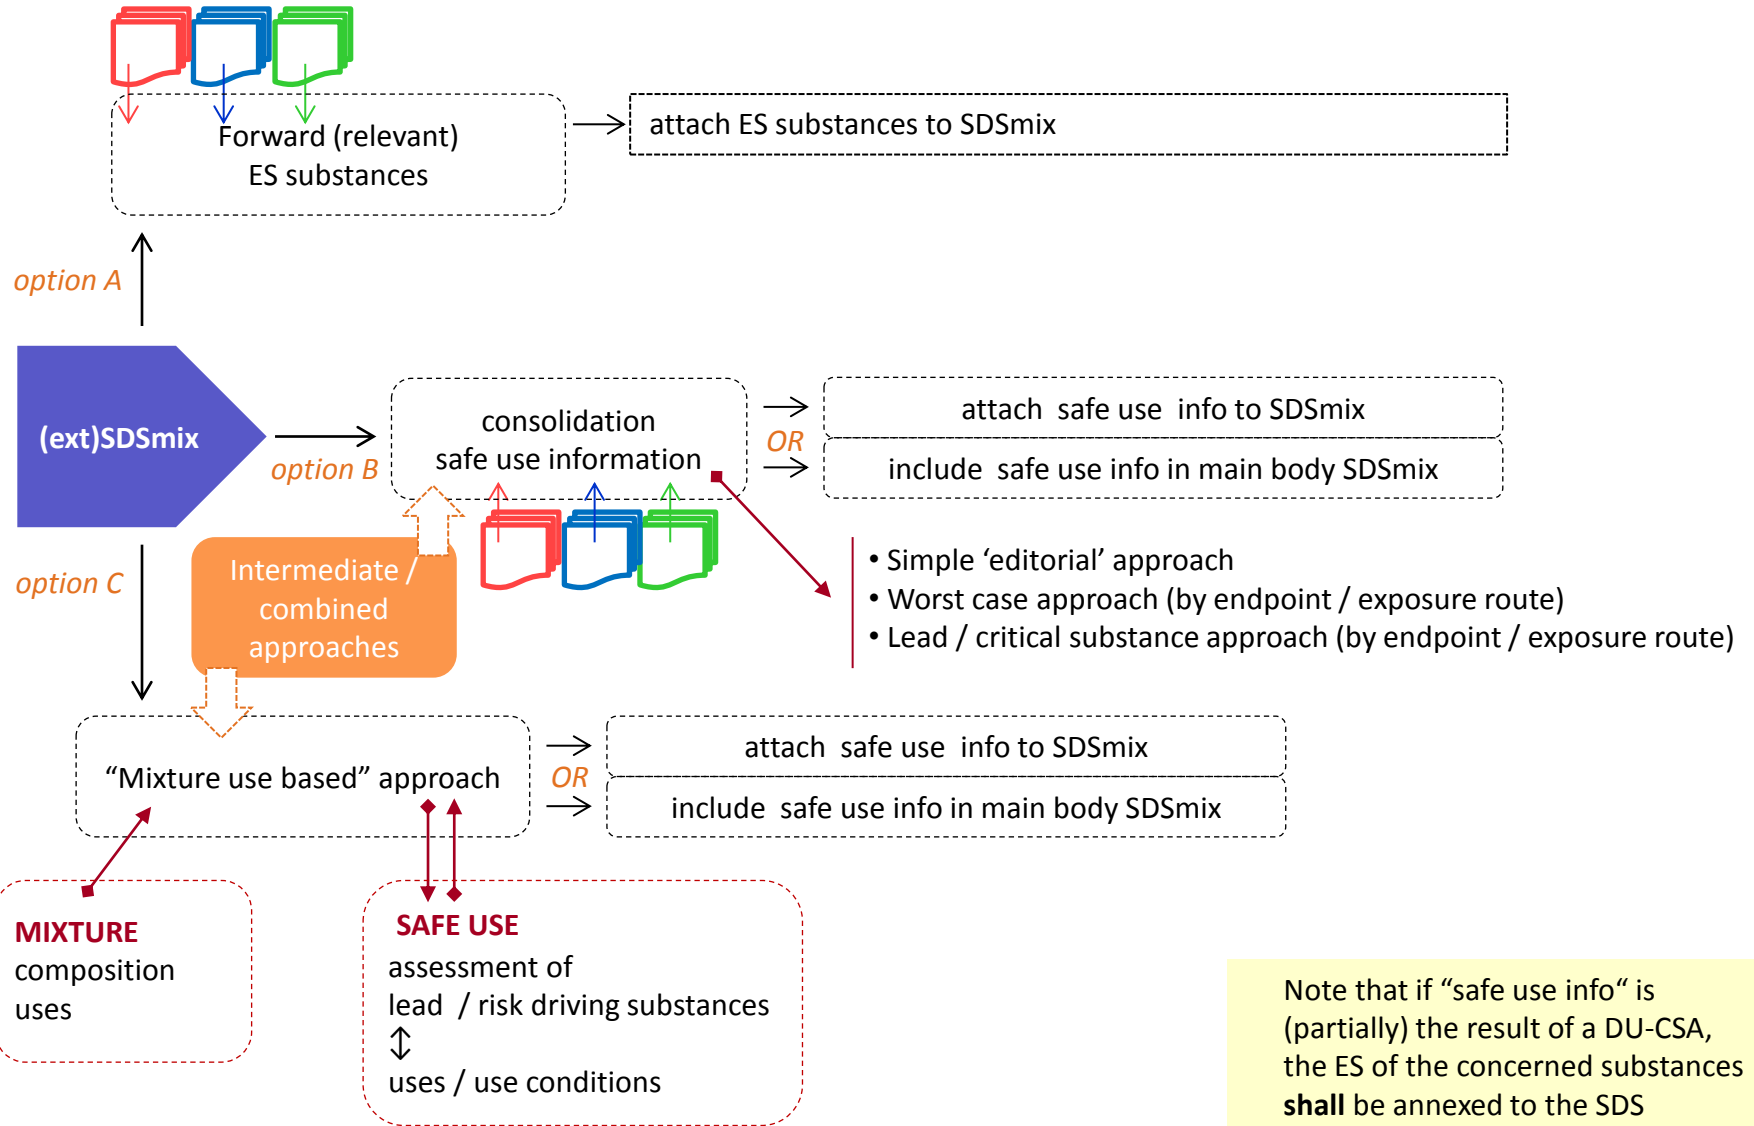 Forward (relevant)
ES substances
attach ES substances to SDSmix
option A
(ext)SDSmix
option B
consolidation
safe use information
attach safe use info to SDSmix
OR
include safe use info in main body SDSmix
option C
Intermediate /
combined
approaches
• Simple ‘editorial’ approach
• Worst case approach (by endpoint / exposure route)
• Lead / critical substance approach (by endpoint / exposure route)
“Mixture use based” approach
attach safe use info to SDSmix
OR
include safe use info in main body SDSmix
MIXTURE
composition
uses
SAFE USE
assessment of
lead / risk driving substances
↕
uses / use conditions
Note that if “safe use info“ is
(partially) the result of a DU-CSA,
the ES of the concerned substances
shall be annexed to the SDS